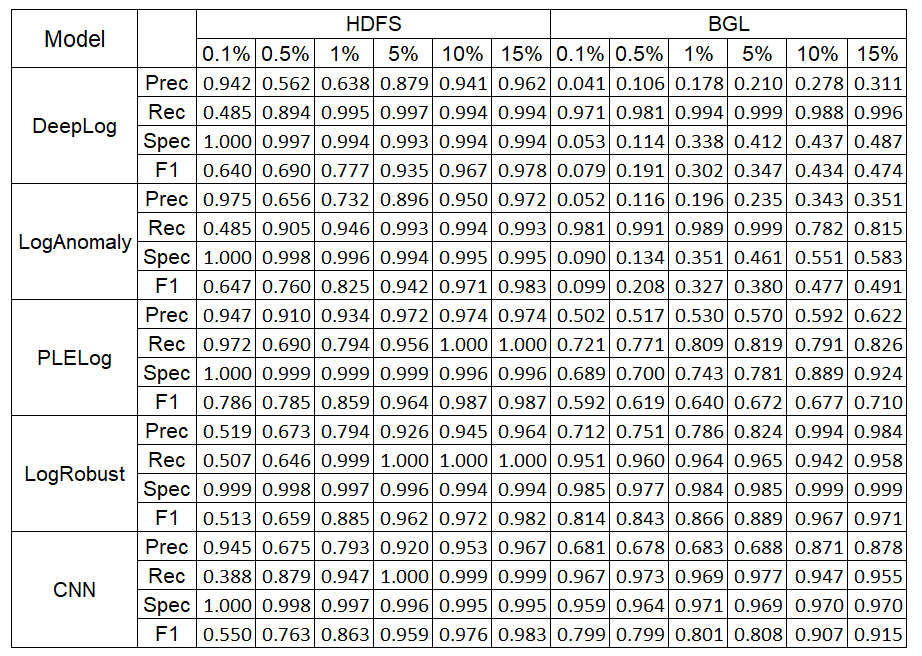 Model HDFS BGL
0.1% 0.5% 1% 5% 10% 15% 0.1% 0.5% 1% 5% 10% 15%
DeepLog Prec 0.942 0.562 0.638 0.879 0.941 0.962 0.041 0.106 0.178 0.210 0.278 0.311
Rec 0.485 0.894 0.995 0.997 0.994 0.994 0.971 0.981 0.994 0.999 0.988 0.996
Spec 1.000 0.997 0.994 0.993 0.994 0.994 0.053 0.114 0.338 0.412 0.437 0.487
F1 0.640 0.690 0.777 0.935 0.967 0.978 0.079 0.191 0.302 0.347 0.434 0.474
LogAnomaly Prec 0.975 0.656 0.732 0.896 0.950 0.972 0.052 0.116 0.196 0.235 0.343 0.351
Rec 0.485 0.905 0.946 0.993 0.994 0.993 0.981 0.991 0.989 0.999 0.782 0.815
Spec 1.000 0.998 0.996 0.994 0.995 0.995 0.090 0.134 0.351 0.461 0.551 0.583
F1 0.647 0.760 0.825 0.942 0.971 0.983 0.099 0.208 0.327 0.380 0.477 0.491
PLELog Prec 0.947 0.910 0.934 0.972 0.974 0.974 0.502 0.517 0.530 0.570 0.592 0.622
Rec 0.972 0.690 0.794 0.956 1.000 1.000 0.721 0.771 0.809 0.819 0.791 0.826
Spec 1.000 0.999 0.999 0.999 0.996 0.996 0.689 0.700 0.743 0.781 0.889 0.924
F1 0.786 0.785 0.859 0.964 0.987 0.987 0.592 0.619 0.640 0.672 0.677 0.710
LogRobust Prec 0.519 0.673 0.794 0.926 0.945 0.964 0.712 0.751 0.786 0.824 0.994 0.984
Rec 0.507 0.646 0.999 1.000 1.000 1.000 0.951 0.960 0.964 0.965 0.942 0.958
Spec 0.999 0.998 0.997 0.996 0.994 0.994 0.985 0.977 0.984 0.985 0.999 0.999
F1 0.513 0.659 0.885 0.962 0.972 0.982 0.814 0.843 0.866 0.889 0.967 0.971
CNN Prec 0.945 0.675 0.793 0.920 0.953 0.967 0.681 0.678 0.683 0.688 0.871 0.878
Rec 0.388 0.879 0.947 1.000 0.999 0.999 0.967 0.973 0.969 0.977 0.947 0.955
Spec 1.000 0.998 0.997 0.996 0.995 0.995 0.959 0.964 0.971 0.969 0.970 0.970
F1 0.550 0.763 0.863 0.959 0.976 0.983 0.799 0.799 0.801 0.808 0.907 0.915